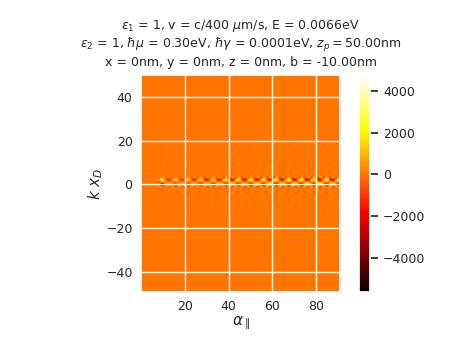 ε₁ = 1, v = c/400 μm/s, E = 0.0066eV
ε₂ = 1, ℏμ = 0.30eV, ℏγ = 0.0001eV, zₚ = 50.00nm
x = 0nm, y = 0nm, z = 0nm, b = -10.00nm
40
20
0
−20
−40
k x_D
20 40 60 80
α_∥
4000
2000
0
−2000
−4000